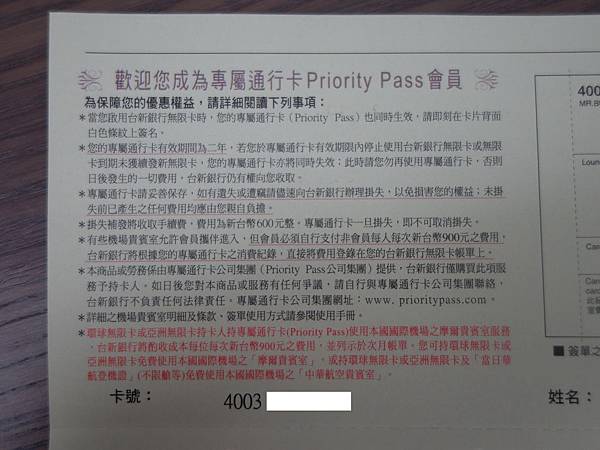 歡迎您成為專屬通行卡Priority Pass會員
為保障您的優惠權益，請詳細閱讀下列事項：
*當您啟用台新銀行無限卡時，您的專屬通行卡（Priority Pass）也同時生效，請即刻在卡片背面
白色條紋上簽名。
*您的專屬通行卡有效期間為二年，若您於專屬通行卡有效期限內停止使用台新銀行無限卡或無限
卡到期未獲續發新無限卡，您的專屬通行卡亦將同時失效；此時請您勿再使用專屬通行卡，否則
日後發生的一切費用，台新銀行仍有權向您收取。
*專屬通行卡請妥善保存，如有遺失或遭竊請儘速向台新銀行辦理掛失，以免損害您的權益；未掛
失前已產生之任何費用均應由您親自負擔。
*掛失補發將收取手續費，費用為新台幣600元整。專屬通行卡一旦掛失，即不可取消掛失。
*有些機場貴賓室允許會員攜伴進入，但會員必須自行支付非會員每人每次新台幣900元之費用，
台新銀行將根據您的專屬通行卡之消費紀錄，直接將費用登錄在您的無限卡帳單上。
*本商品或勞務係由專屬通行卡公司集團（Priority Pass公司集團）提供，台新銀行僅購買此項服
務予持卡人。如日後您對本商品或服務有任何爭議，請自行與專屬通行卡公司集團聯絡，
台新銀行不負責任何法律責任。專屬通行卡公司集團網址：www.prioritypass.com。
*詳細之機場貴賓室明細及條款、簽單使用方式請參閱使用手冊。
*環球無限卡或亞洲無限卡持卡人持專屬通行卡(Priority Pass)使用本國國際機場之摩爾貴賓室服務
，台新銀行將酌收成本每位每次新台幣900元之費用，並列示於次月帳單。您可持環球無限卡或
亞洲無限卡免費使用本國國際機場之「摩爾貴賓室」，或持環球無限卡或亞洲無限卡及「當日華
航登機證」(不限艙等)免費使用本國國際機場之「中華航空貴賓室」。
卡號：
4003
姓名：
400
MR.B
Loun
Car
card
car
Ca
■ 簽單之